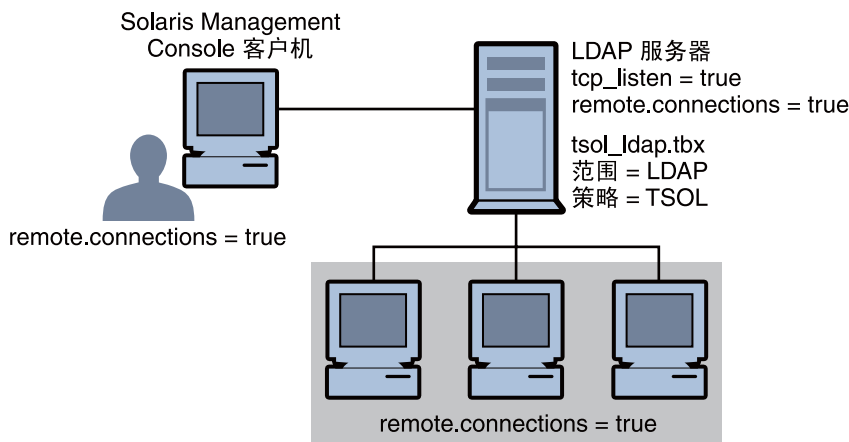 Solaris Management
Console 客户机
LDAP 服务器
tcp_listen = true
remote.connections = true
tsol_ldap.tbx
范围 = LDAP
策略 = TSOL
remote.connections = true
remote.connections = true